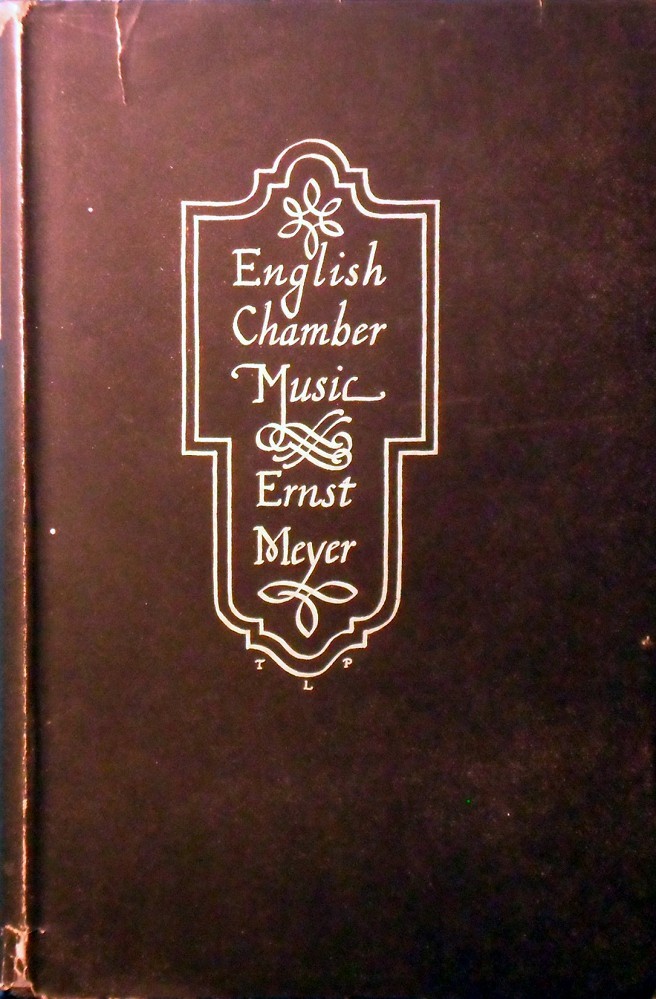 English
Chamber
Music
Ernst
Meyer
T L P